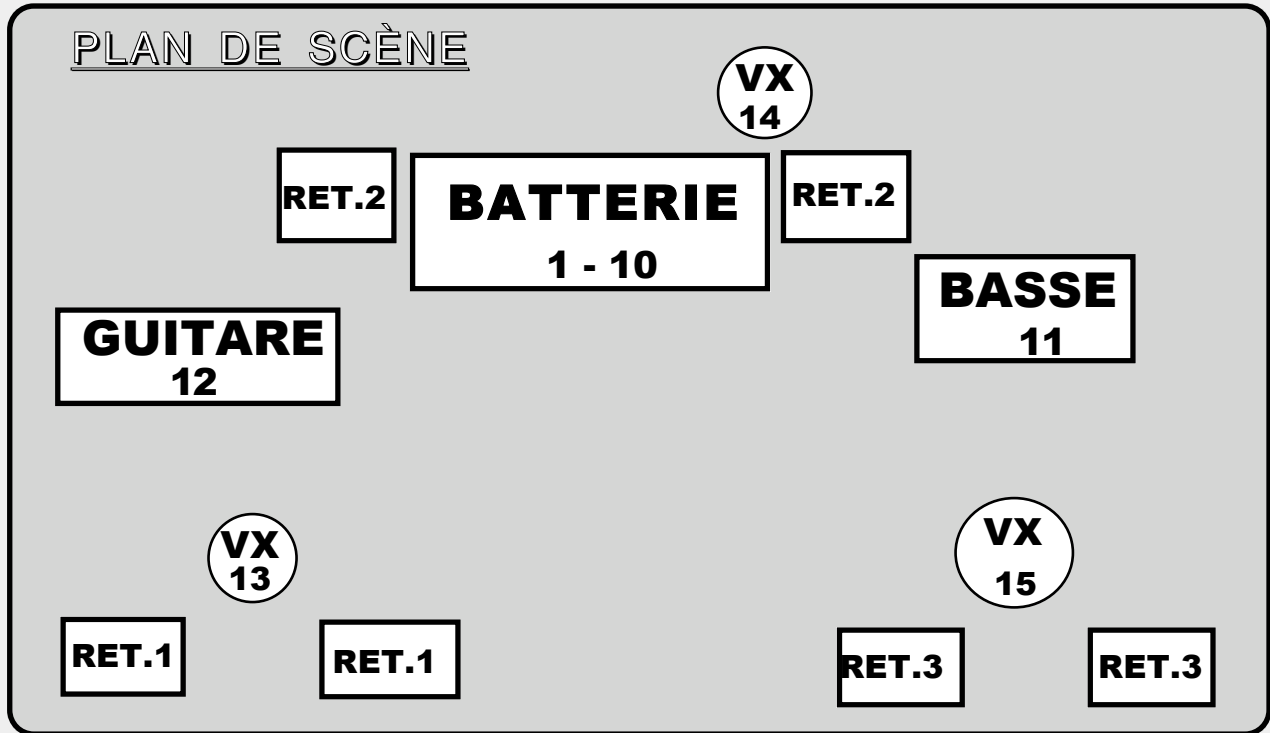 PLAN DE SCÈNE
VX
14
RET.2
BATTERIE
1 - 10
RET.2
BASSE
11
GUITARE
12
VX
13
VX
15
RET.1
RET.1
RET.3
RET.3